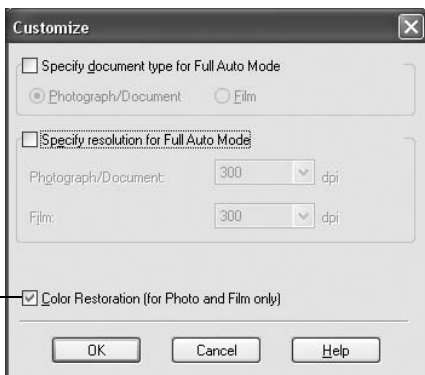 Customize
Specify document type for Full Auto Mode
Photograph/Document Film
Specify resolution for Full Auto Mode
Photograph/Document: 300 dpi
Film: 300 dpi
Color Restoration (for Photo and Film only)
OK Cancel Help